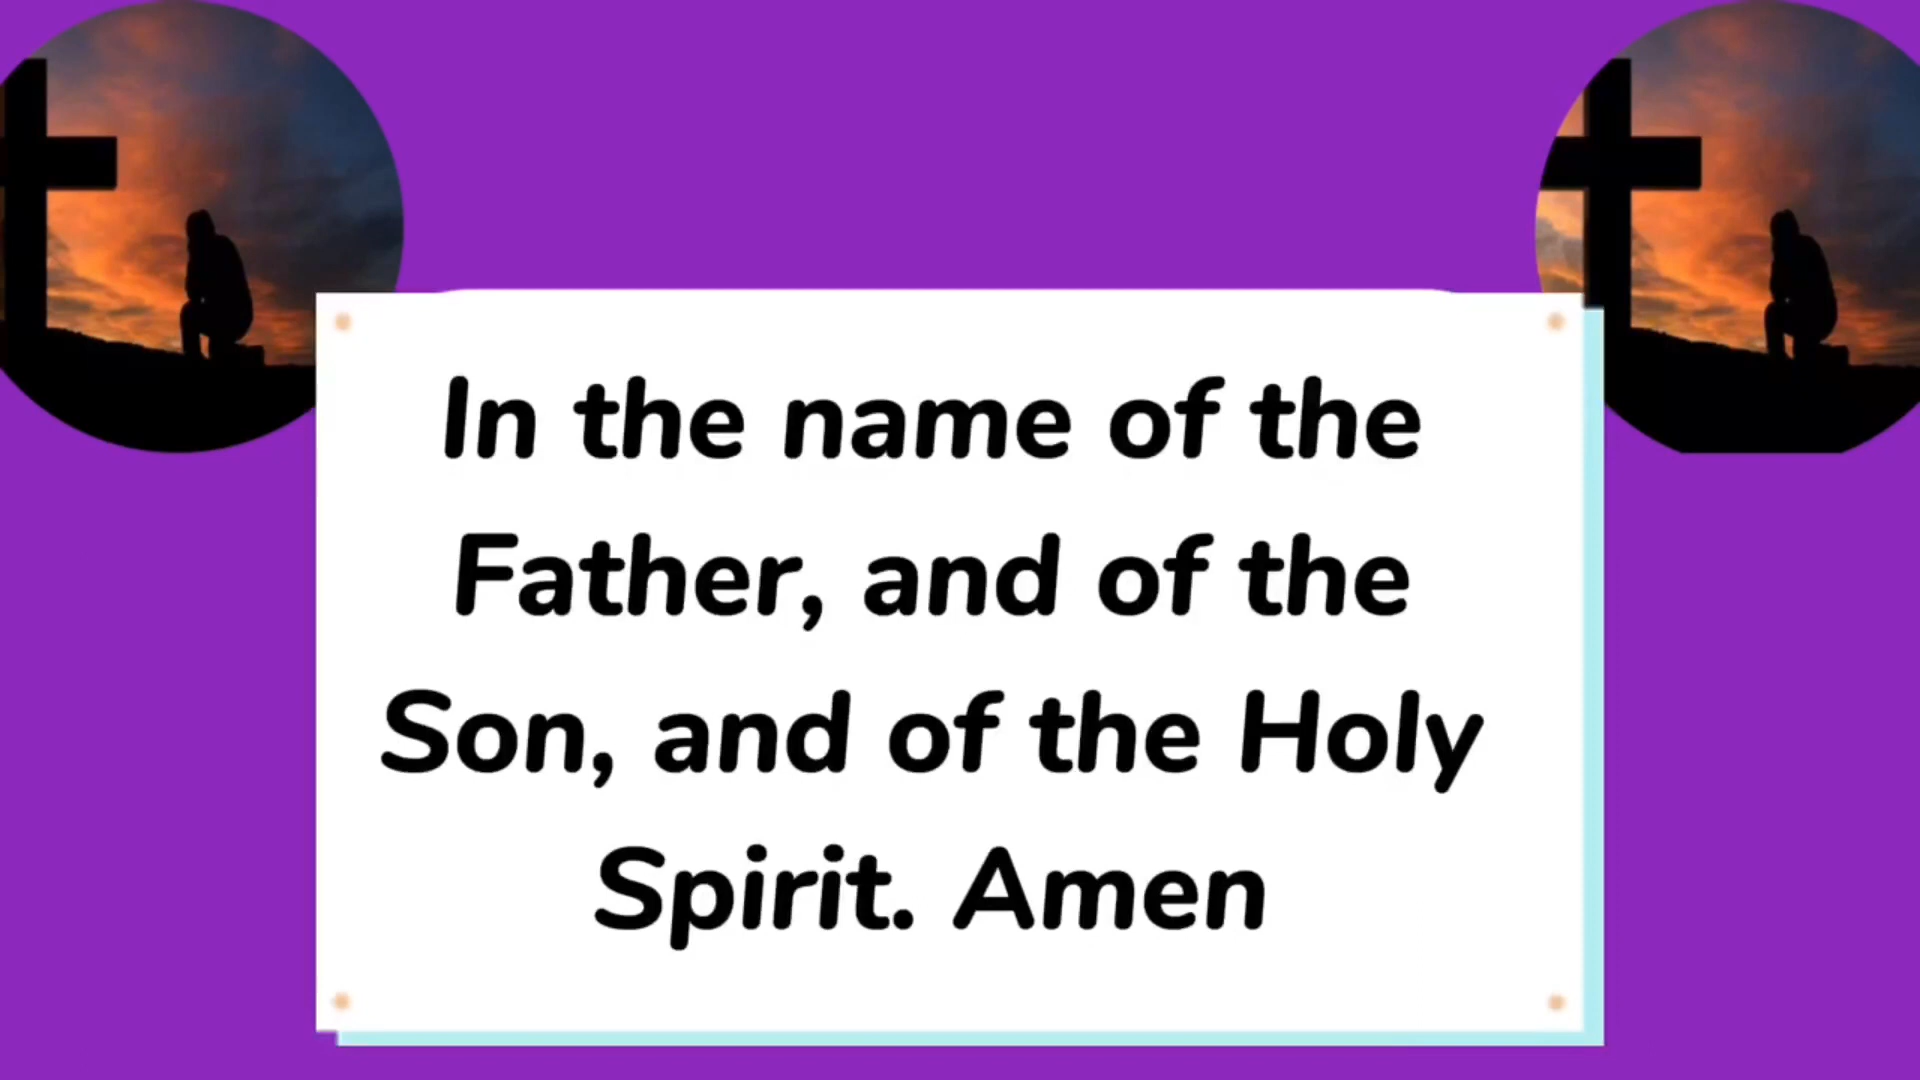 In the name of the
Father, and of the
Son, and of the Holy
Spirit. Amen